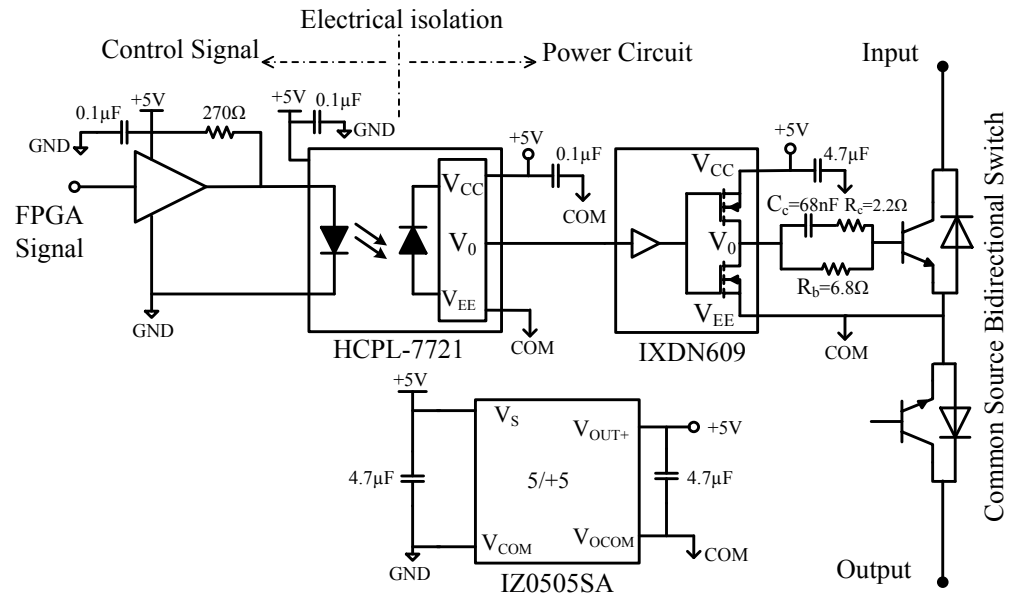 Electrical isolation
Control Signal
Power Circuit
Input
+5V
0.1µF
270Ω
GND
+5V
0.1µF
GND
FPGA
Signal
GND
V_CC
V_0
V_EE
+5V
0.1µF
COM
COM
HCPL-7721
V_CC
V_0
V_EE
IXDN609
+5V
4.7µF
C_c=68nF
R_c=2.2Ω
R_b=6.8Ω
COM
Common Source Bidirectional Switch
+5V
4.7µF
GND
V_S
V_COM
5/+5
V_OUT+
V_OCOM
IZ0505SA
+5V
4.7µF
COM
Output